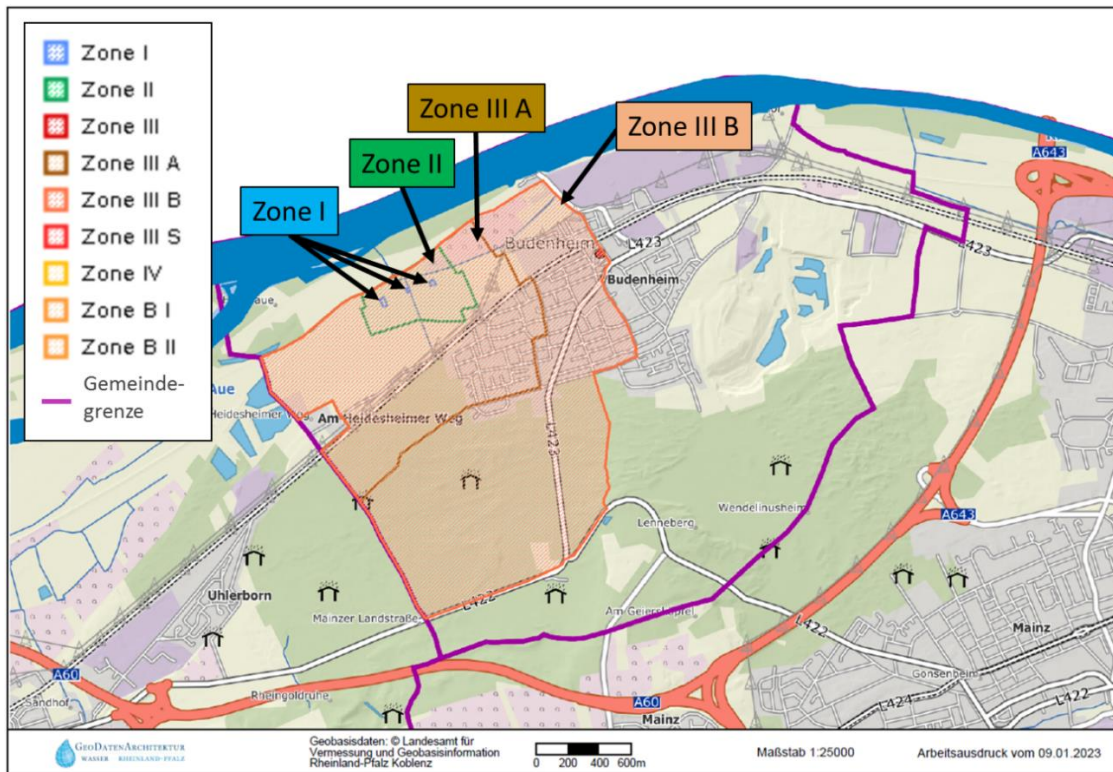 Zone I
Zone II
Zone III
Zone III A
Zone III B
Zone III S
Zone IV
Zone B I
Zone B II
Gemeinde-
grenze
Zone III A
Zone III B
Zone II
Zone I
A643
L423
L423
Budenheim
Budenheim
Aue
Heidesheimer Weg
Am Heidesheimer Weg
L423
A643
Wendelinusheim
Lenneberg
Uhlerborn
Mainzer Landstraße
L422
Am Geiersköpfel
L422
Mainz
A60
Sandhof
Rheingoldruhe
Gonsenheim
A60
L424
L422
Mainz
GEODATENARCHITEKTUR
WASSER RHEINLAND-PFALZ
Geobasisdaten: © Landesamt für
Vermessung und Geobasisinformation
Rheinland-Pfalz Koblenz
0 200 400 600m
Maßstab 1:25000
Arbeitsausdruck vom 09.01.2023